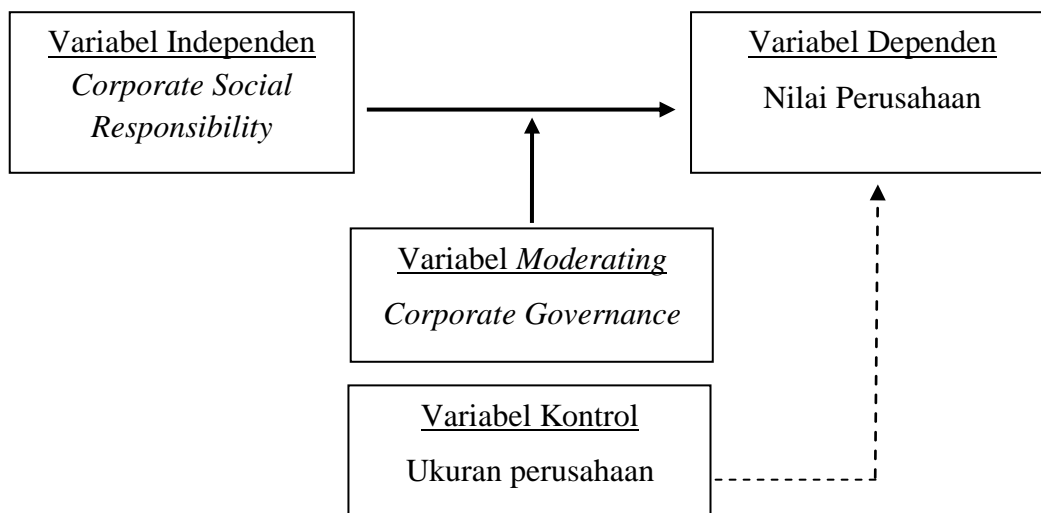 Variabel Independen
Corporate Social
Responsibility
Variabel Dependen
Nilai Perusahaan
Variabel Moderating
Corporate Governance
Variabel Kontrol
Ukuran perusahaan